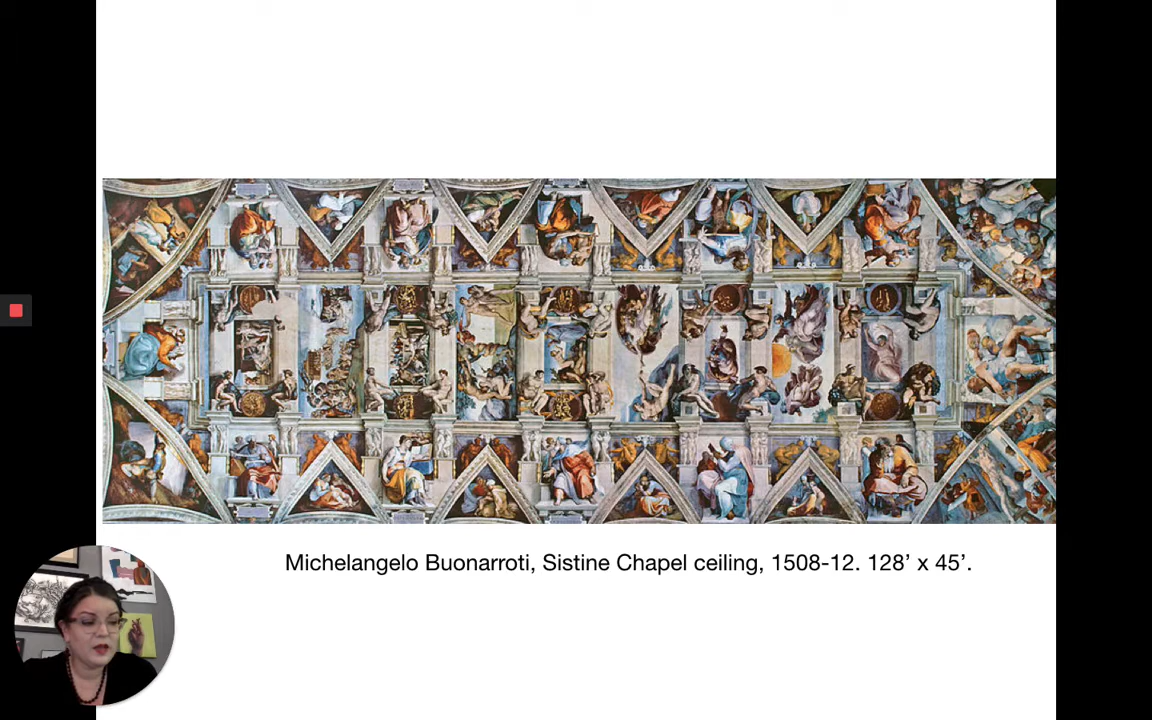 Michelangelo Buonarroti, Sistine Chapel ceiling, 1508-12. 128’ x 45’.